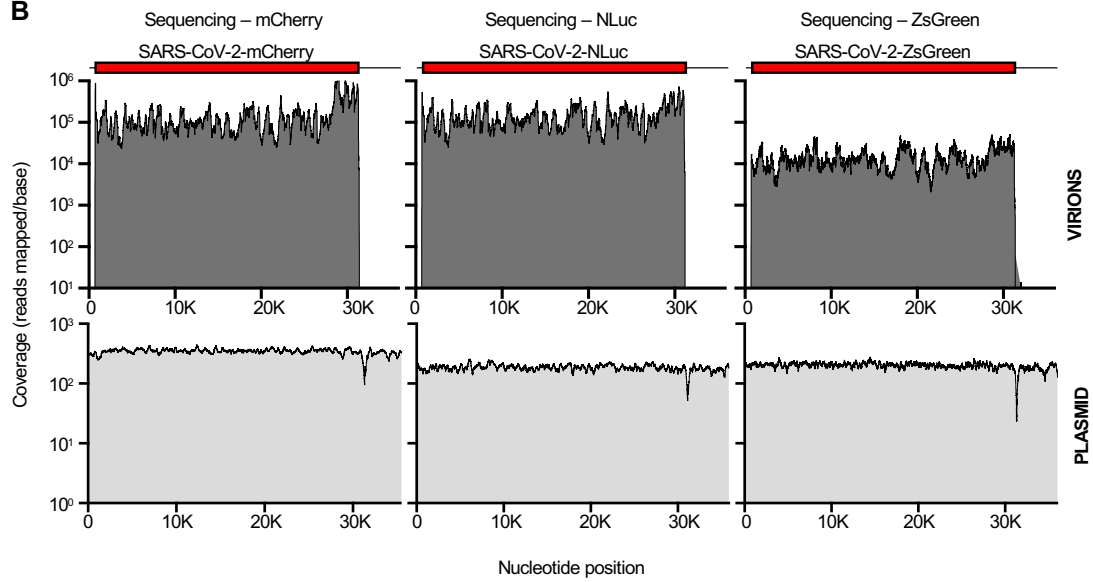 B
Sequencing – mCherry
Sequencing – NLuc
Sequencing – ZsGreen
SARS-CoV-2-mCherry
SARS-CoV-2-NLuc
SARS-CoV-2-ZsGreen
Coverage (reads mapped/base)
10⁶
10⁵
10⁴
10³
10²
10¹
0 10K 20K 30K
0 10K 20K 30K
0 10K 20K 30K
VIRIONS
10³
10²
10¹
10⁰
0 10K 20K 30K
0 10K 20K 30K
0 10K 20K 30K
PLASMID
Nucleotide position